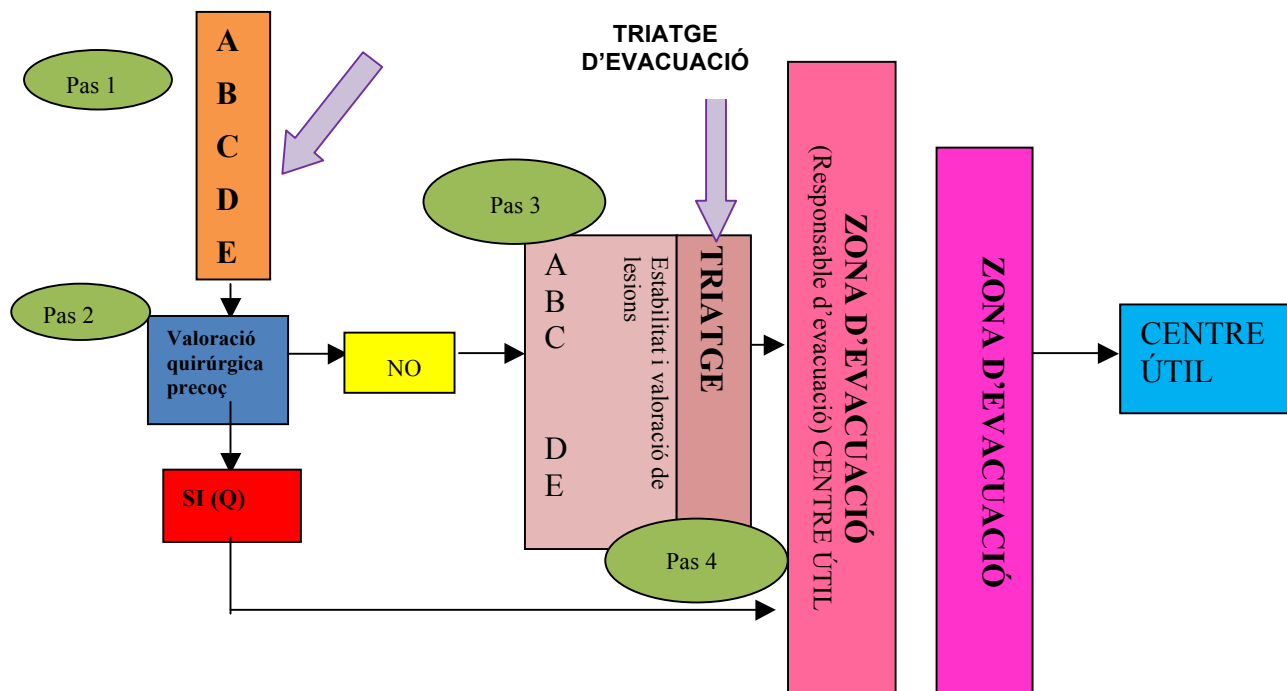 TRIATGE
D'EVACUACIÓ
Pas 1
A
B
C
D
E
Pas 2
Valoració
quirúrgica
precoç
NO
SI (Q)
Pas 3
A
B
C
D
E
Estabilitat i valoració de
lesions
TRIATGE
Pas 4
ZONA D'EVACUACIÓ
(Responsable d'evacuació) CENTRE ÚTIL
ZONA D'EVACUACIÓ
CENTRE
ÚTIL